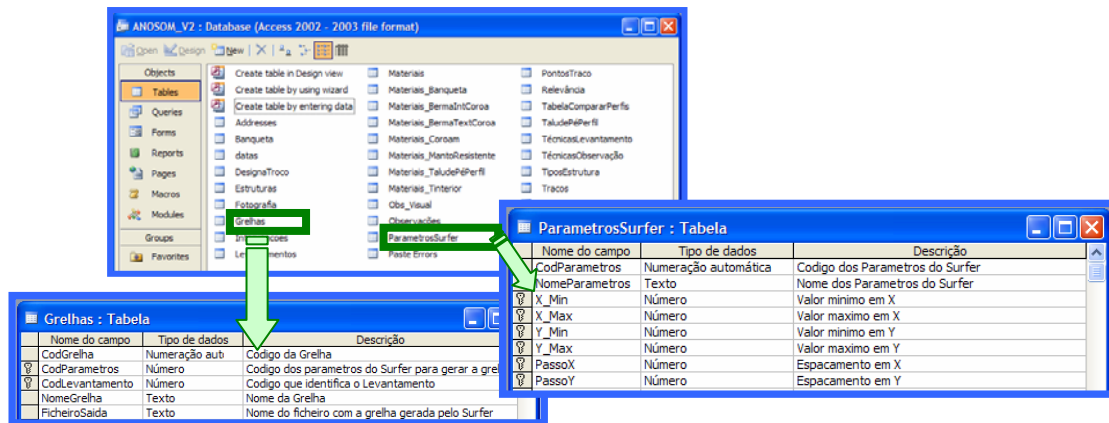 ANOSOM_V2 : Database (Access 2002 - 2003 file format)
Open Design New
Objects
Tables
Queries
Forms
Reports
Pages
Macros
Modules
Groups
Favorites
Create table in Design view
Create table by using wizard
Create table by entering data
Addresses
Banqueta
datas
DesignaTroco
Estruturas
Fotografia
Grelhas
Materiais
Materiais_Banqueta
Materiais_BermaIntCoroa
Materiais_BermaTextCoroa
Materiais_Coroam
Materiais_MantoResistente
Materiais_TaludePéPerfil
Materiais_Tinterior
Obs_Visual
Observações
ParametrosSurfer
Paste Errors
PontosTraco
Relevância
TabelaCompararPerfis
TaludePéPerfil
TécnicasLevantamento
TécnicasObservação
TiposEstrutura
Tracos
ParametrosSurfer : Tabela
Nome do campo Tipo de dados Descrição
CodParametros Numeração automática Codigo dos Parametros do Surfer
NomeParametros Texto Nome dos Parametros do Surfer
X_Min Número Valor minimo em X
X_Max Número Valor maximo em X
Y_Min Número Valor minimo em Y
Y_Max Número Valor maximo em Y
PassoX Número Espacamento em X
PassoY Número Espacamento em Y
Grelhas : Tabela
Nome do campo Tipo de dados Descrição
CodGrelha Numeração aut Código da Grelha
CodParametros Número Codigo dos parametros do Surfer para gerar a grel
CodLevantamento Número Codigo que identifica o Levantamento
NomeGrelha Texto Nome da Grelha
FicheiroSaida Texto Nome do ficheiro com a grelha gerada pelo Surfer